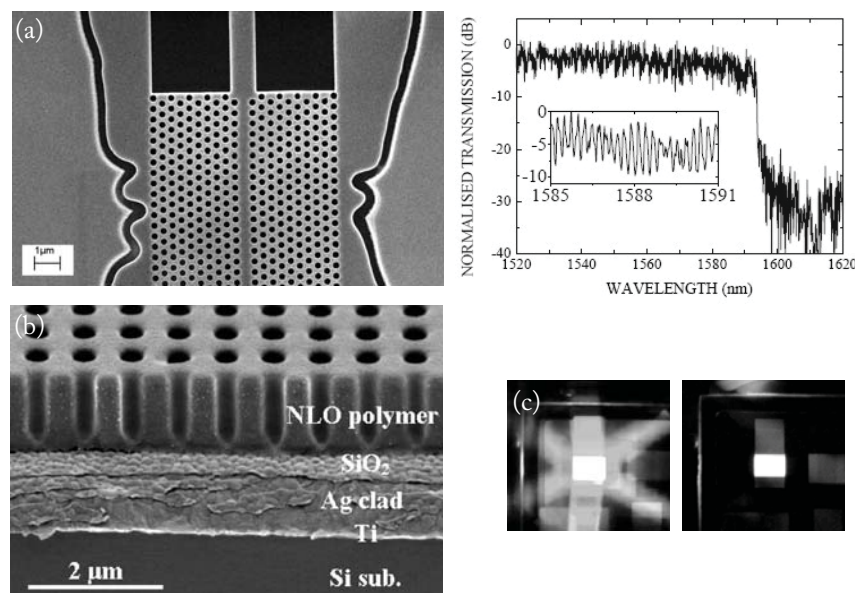 (a)
1μm
NORMALISED TRANSMISSION (dB)
0
-10
-20
-30
-40
0
-5
-10
1585 1588 1591
1520 1540 1560 1580 1600 1620
WAVELENGTH (nm)
(b)
NLO polymer
SiO₂
Ag clad
Ti
2 μm
Si sub.
(c)